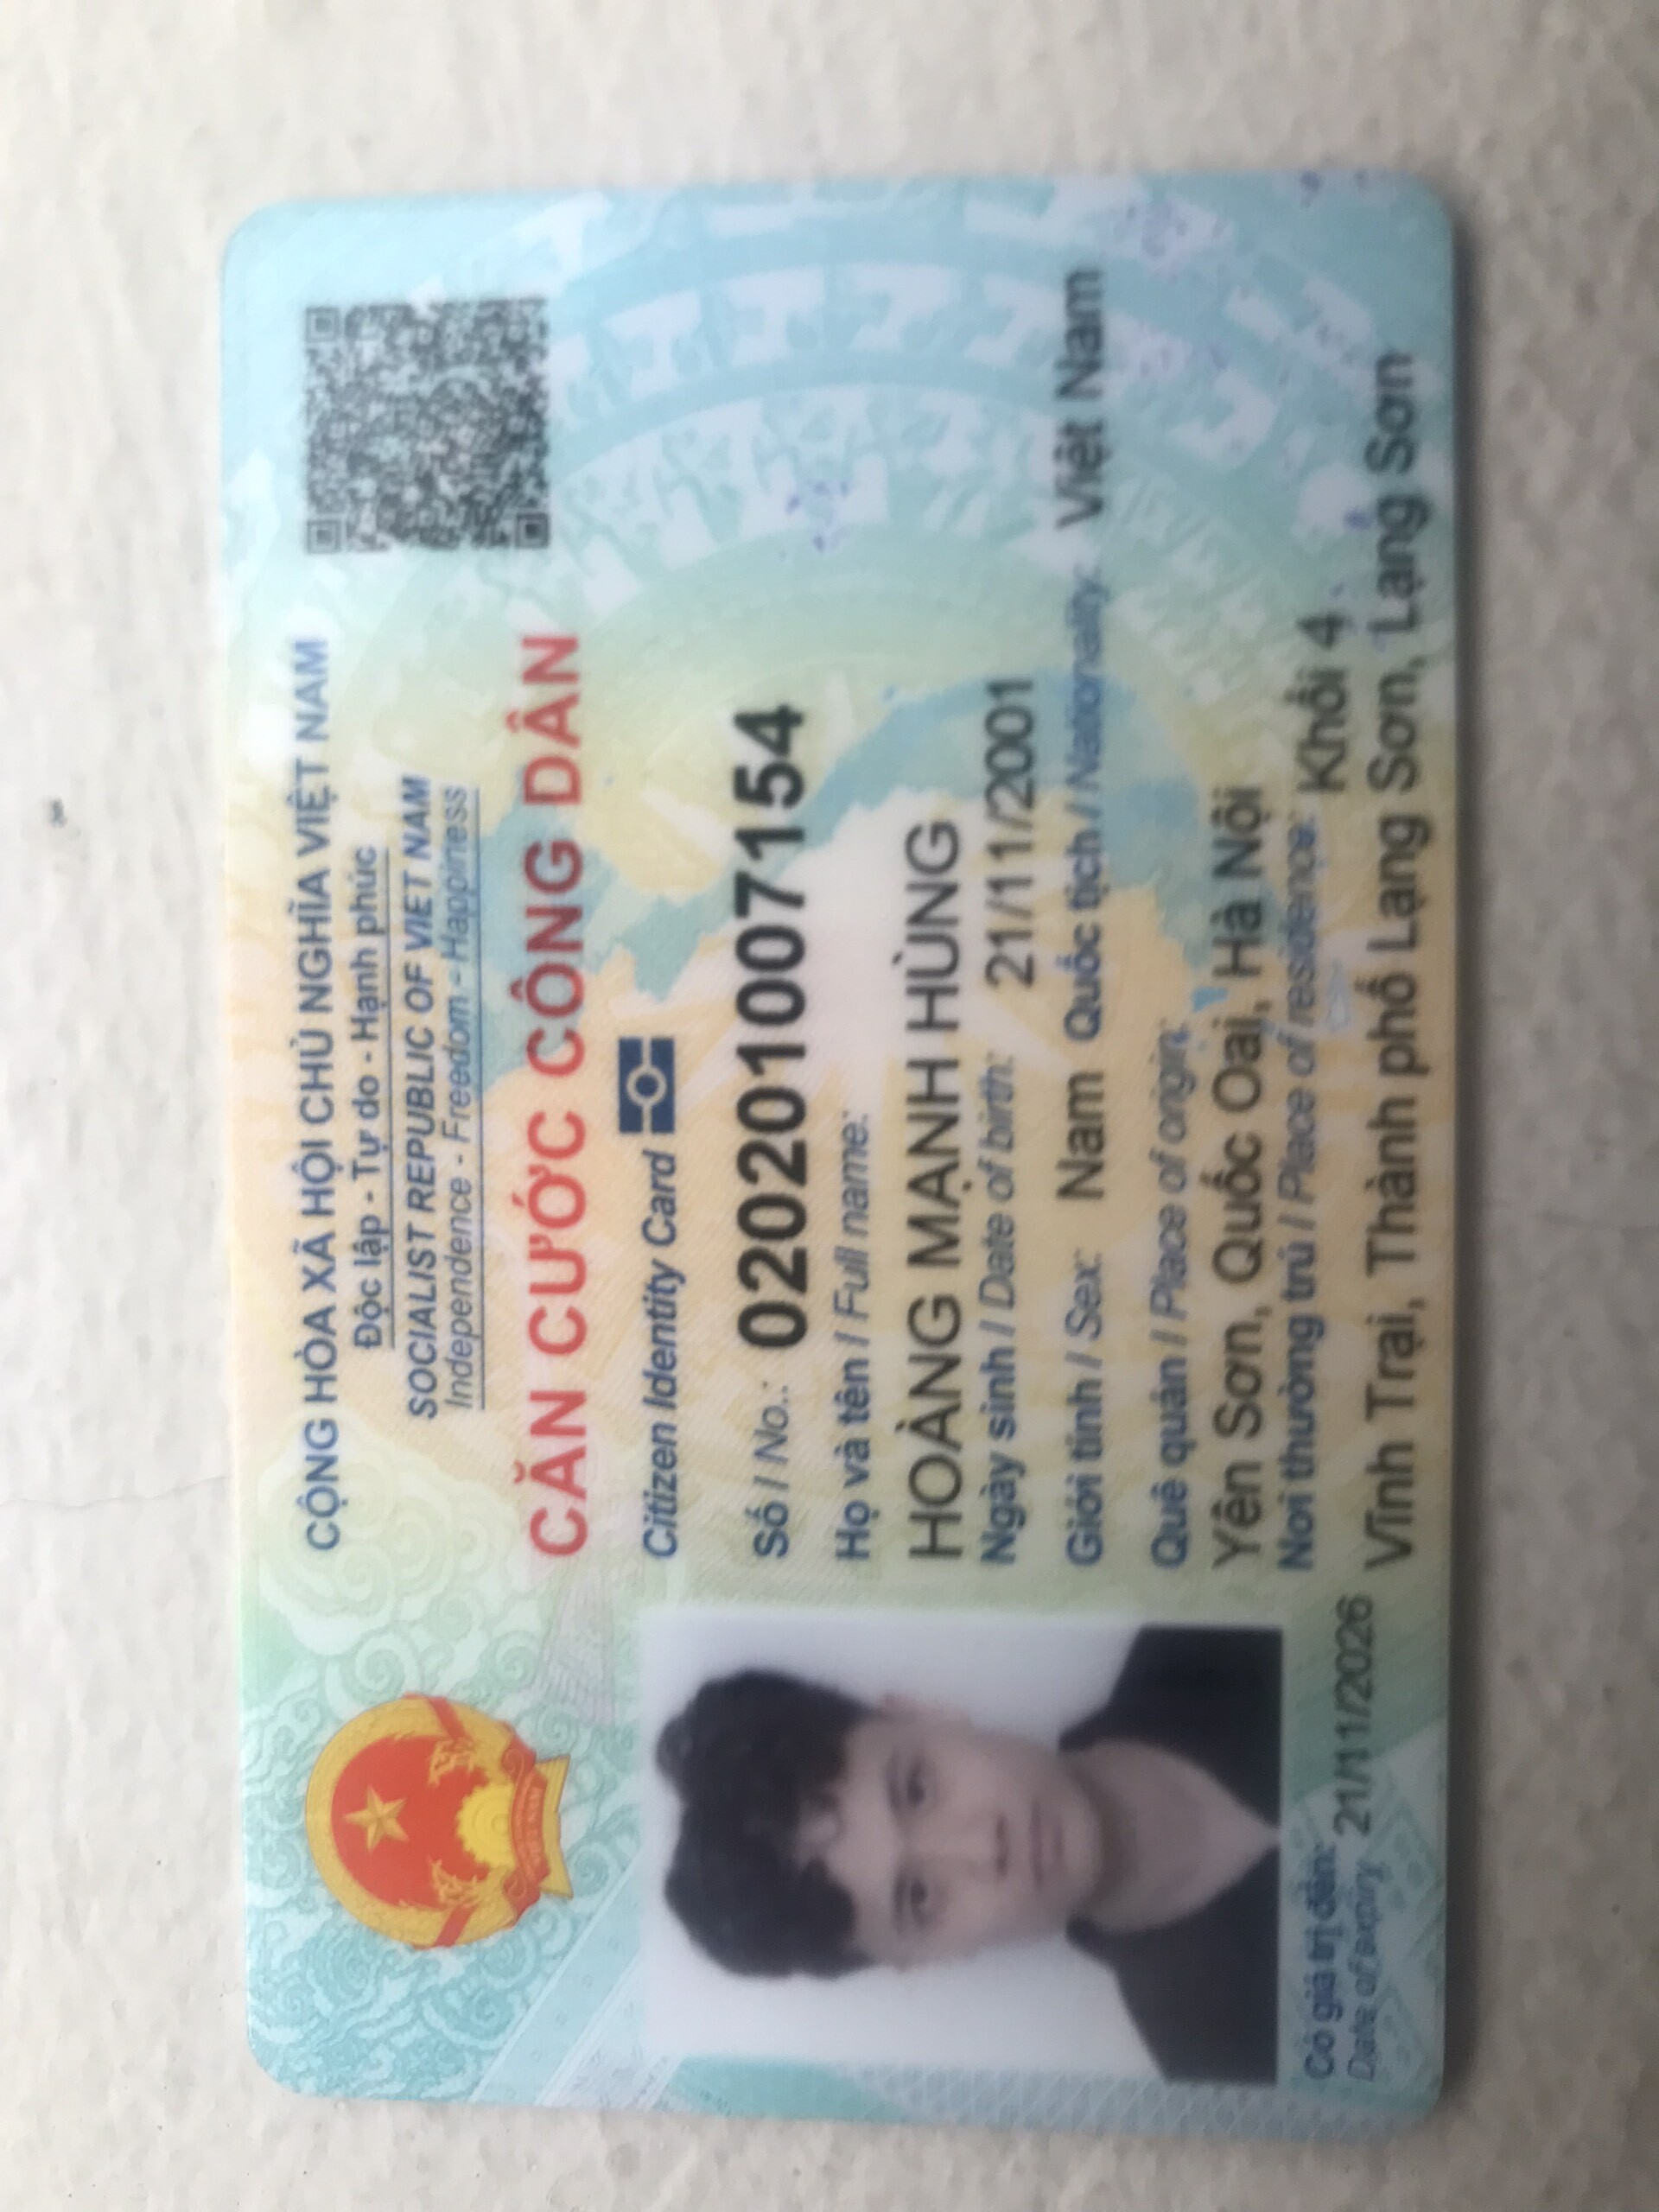 CỘNG HÒA XÃ HỘI CHỦ NGHĨA VIỆT NAM
Độc lập - Tự do - Hạnh phúc
SOCIALIST REPUBLIC OF VIET NAM
Independence - Freedom - Happiness
CĂN CƯỚC CÔNG DÂN
Citizen Identity Card
Số / No.: 020201007154
Họ và tên / Full name:
HOÀNG MẠNH HÙNG
Ngày sinh / Date of birth: 21/11/2001
Giới tính / Sex: Nam Quốc tịch / Nationality: Việt Nam
Quê quán / Place of origin:
Yên Sơn, Quốc Oai, Hà Nội
Nơi thường trú / Place of residence: Khối 4
Vĩnh Trại, Thành phố Lạng Sơn, Lạng Sơn
Có giá trị đến: 21/11/2026
Date of expiry